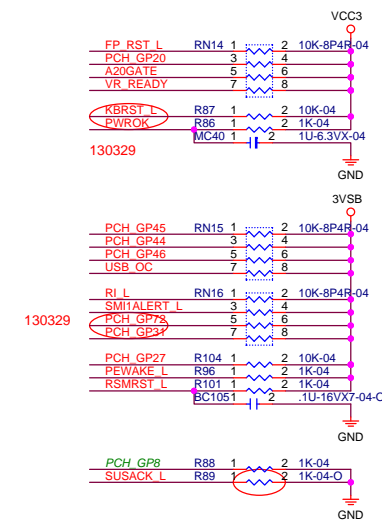 VCC3
FP_RST_L RN14 1 2 10K-8P4R-04
PCH_GP20 3 4
A20GATE 5 6
VR_READY 7 8
KBRST_L R87 1 2 10K-04
PWROK R86 1 2 1K-04
MC40 1 2 1U-6.3VX-04
130329
GND
3VSB
PCH_GP45 RN15 1 2 10K-8P4R-04
PCH_GP44 3 4
PCH_GP46 5 6
USB_OC 7 8
RI_L RN16 1 2 10K-8P4R-04
SMI1ALERT_L 3 4
130329 PCH_GP72 5 6
PCH_GP31 7 8
PCH_GP27 R104 1 2 10K-04
PEWAKE_L R96 1 2 1K-04
RSMRST_L R101 1 2 1K-04
BC105 1 2 .1U-16VX7-04-O
GND
PCH_GP8 R88 1 2 1K-04
SUSACK_L R89 1 2 1K-04-O
GND